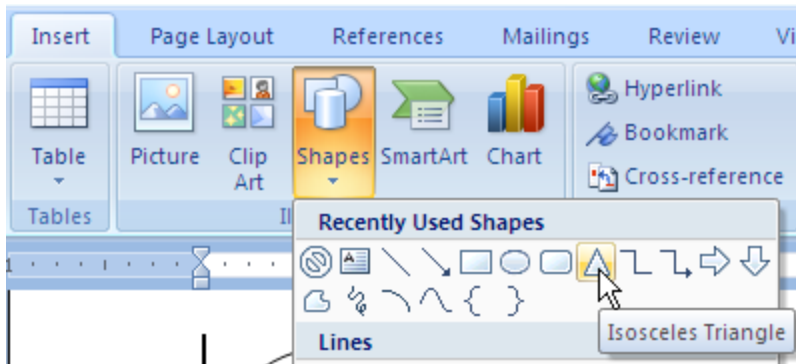 Insert Page Layout References Mailings Review
Table Picture Clip Art Shapes SmartArt Chart
Hyperlink
Bookmark
Cross-reference
Tables
Recently Used Shapes
Isosceles Triangle
Lines